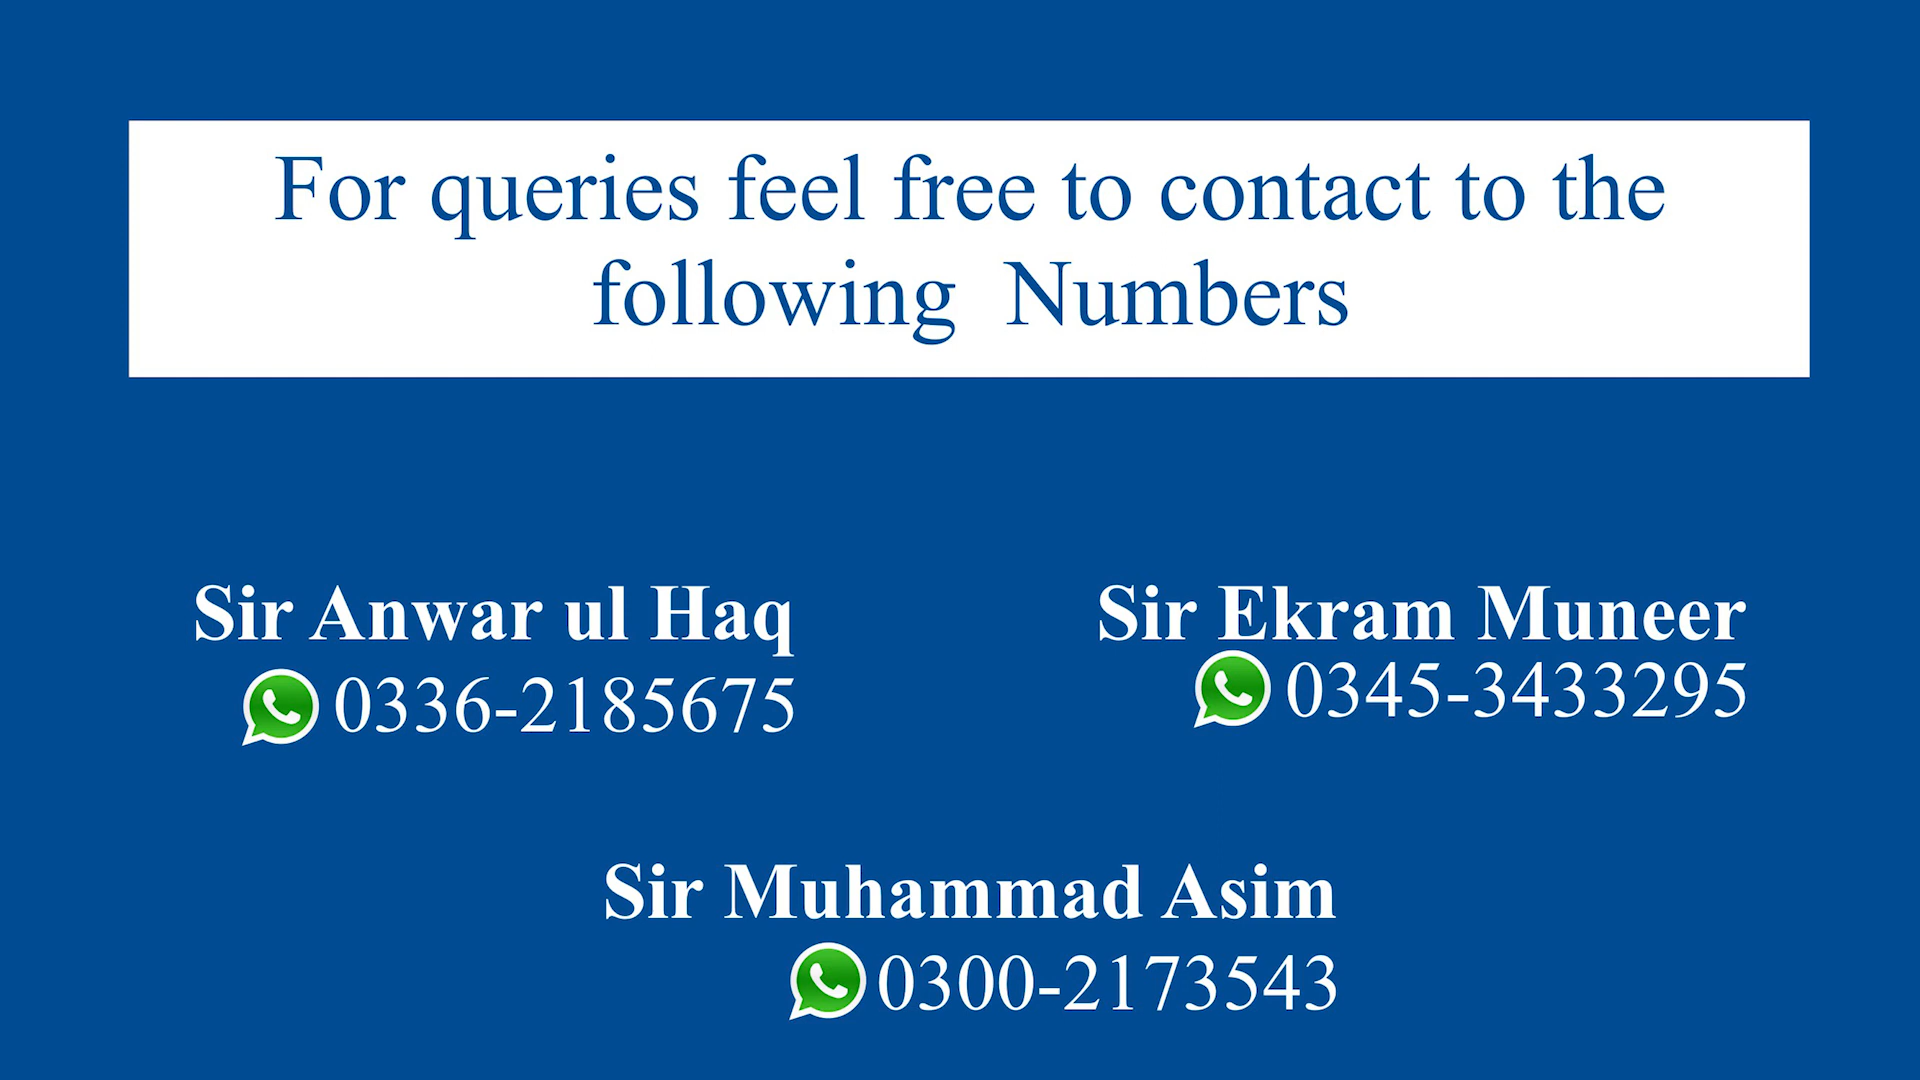 For queries feel free to contact to the
following  Numbers
Sir Anwar ul Haq
0336-2185675
Sir Ekram Muneer
0345-3433295
Sir Muhammad Asim
0300-2173543